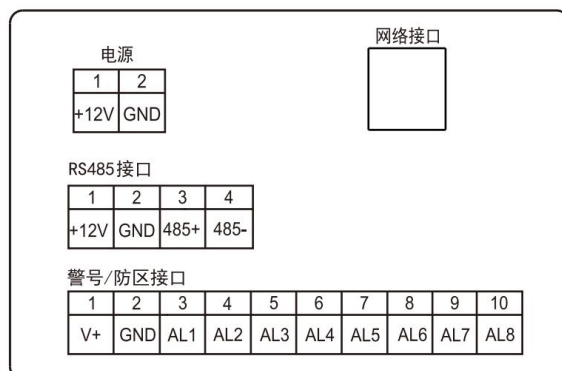 电源
网络接口
1 2
+12V GND
RS485接口
1 2 3 4
+12V GND 485+ 485-
警号/防区接口
1 2 3 4 5 6 7 8 9 10
V+ GND AL1 AL2 AL3 AL4 AL5 AL6 AL7 AL8